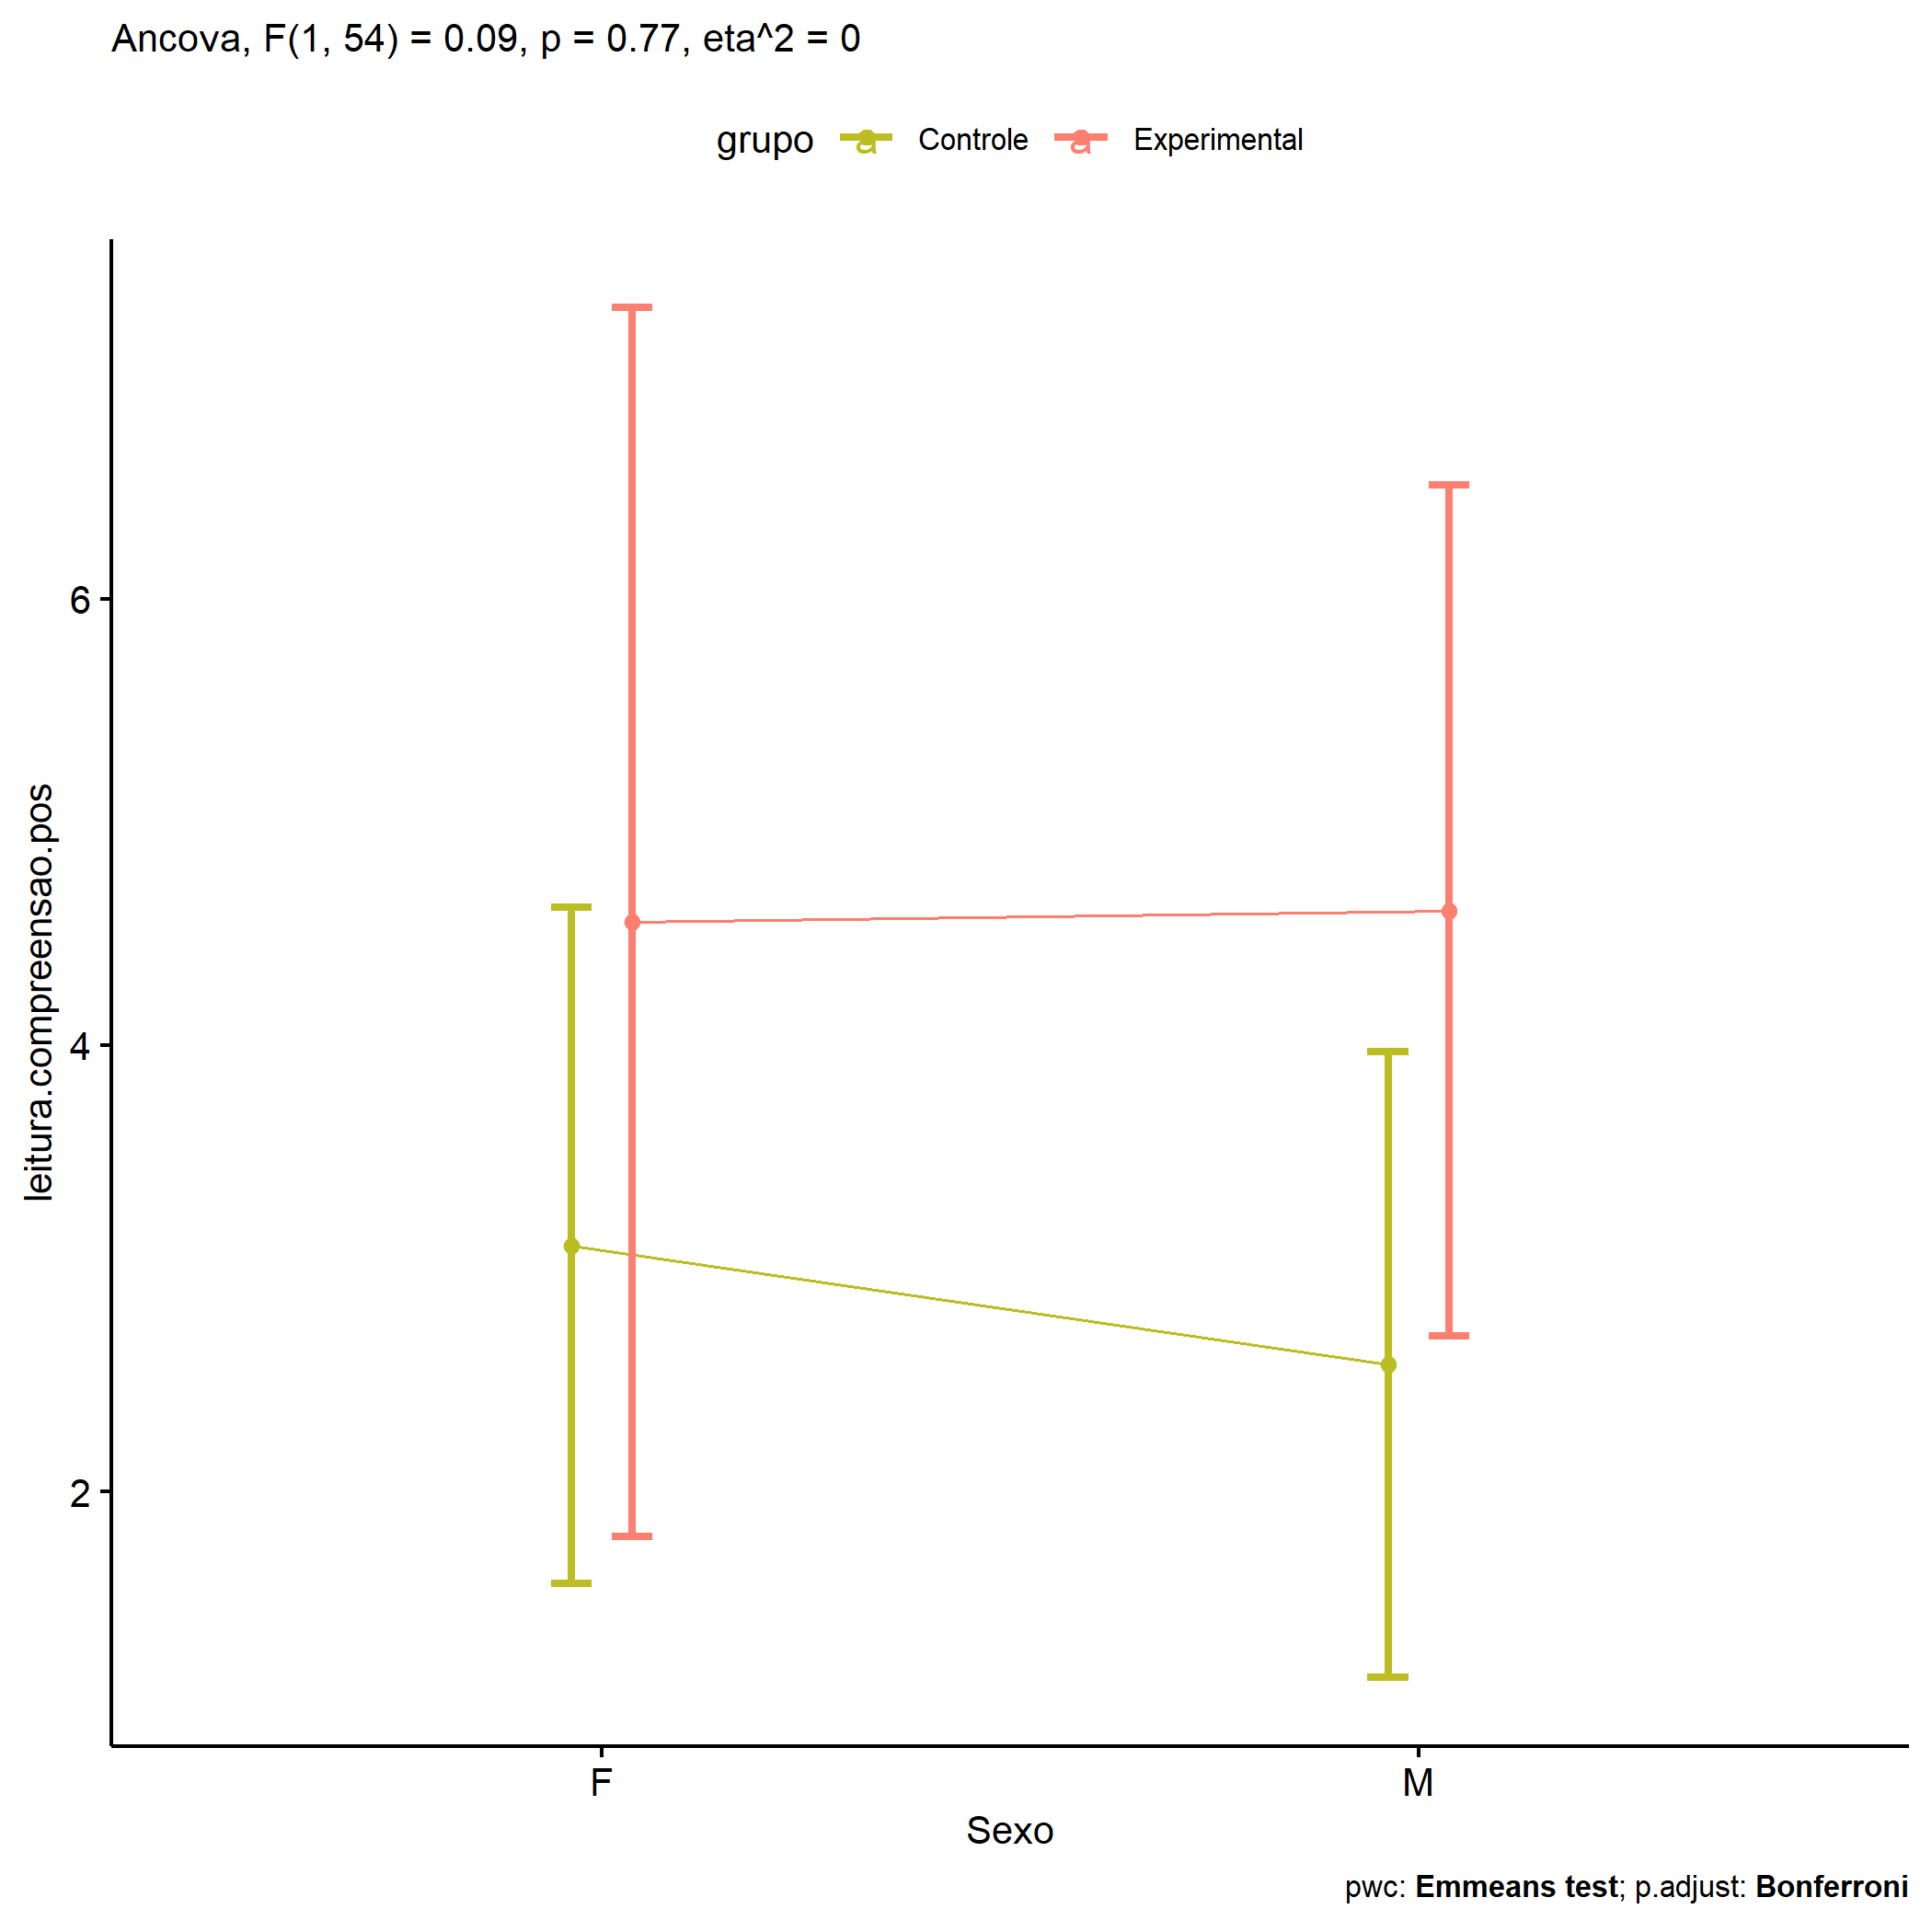 Ancova, F(1, 54) = 0.09, p = 0.77, eta^2 = 0
grupo a Controle a Experimental
leitura.compreensao.pos
6
4
2
F M
Sexo
pwc: Emmeans test; p.adjust: Bonferroni